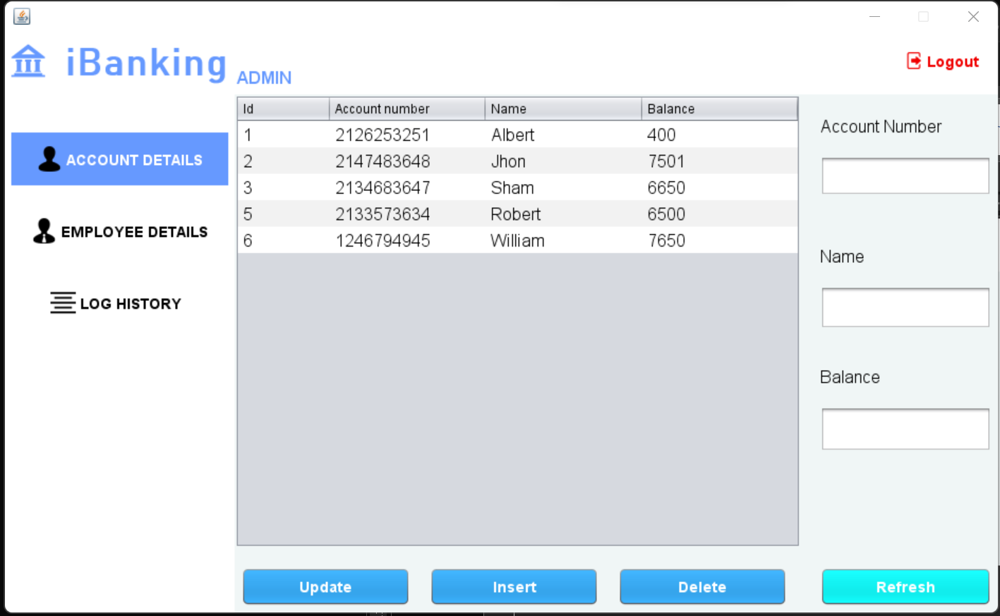 iBanking
ADMIN
Logout
ACCOUNT DETAILS
EMPLOYEE DETAILS
LOG HISTORY
Id Account number Name Balance
1 2126253251 Albert 400
2 2147483648 Jhon 7501
3 2134683647 Sham 6650
5 2133573634 Robert 6500
6 1246794945 William 7650
Account Number
Name
Balance
Update Insert Delete Refresh